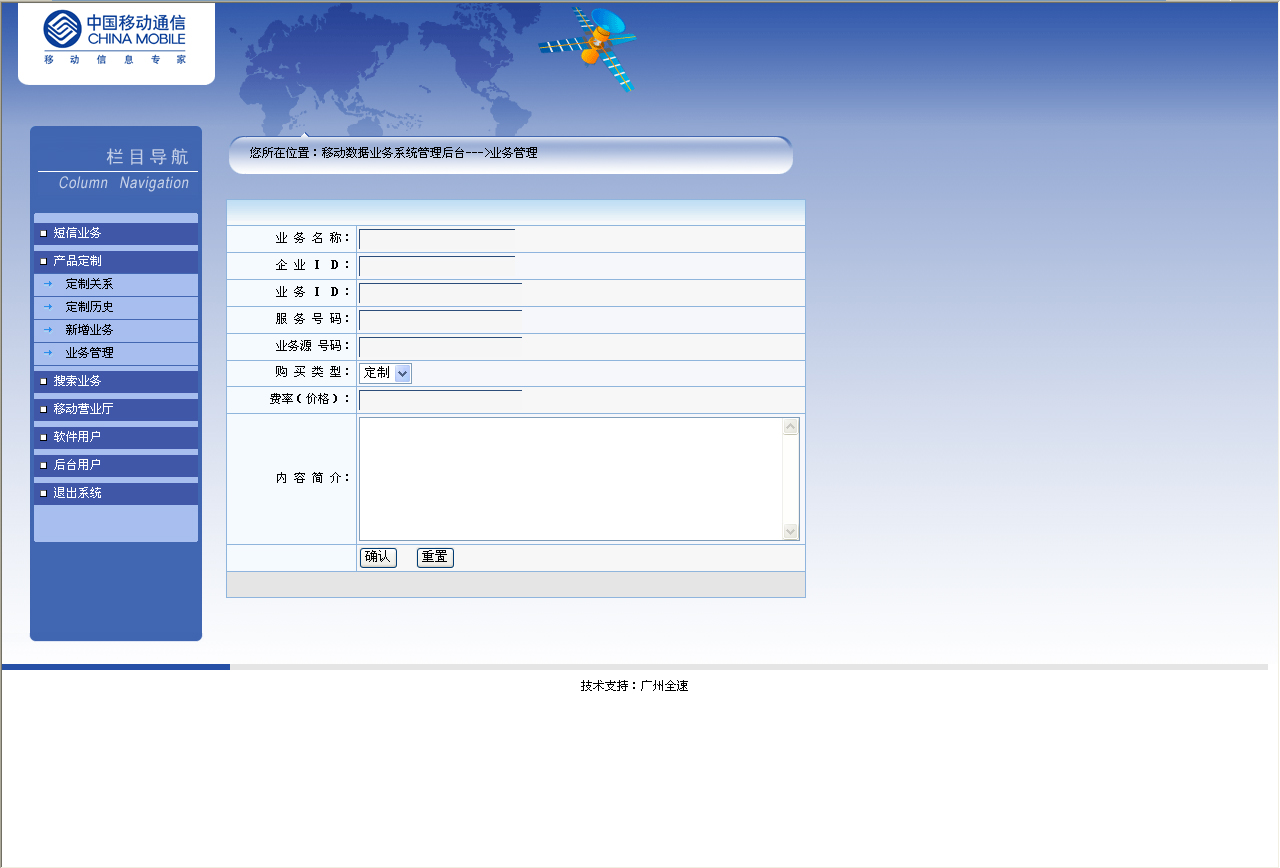 中国移动通信
CHINA MOBILE
移 动 信 息 专 家
栏目导航
Column Navigation
您所在位置：移动数据业务系统管理后台--->业务管理
短信业务
产品定制
定制关系
定制历史
新增业务
业务管理
搜索业务
移动营业厅
软件用户
后台用户
退出系统
业 务 名 称：
企 业 I D：
业 务 I D：
服 务 号 码：
业务源 号码：
购 买 类 型： 定制
费率(价格)：
内 容 简 介：
确认 重置
技术支持：广州全速